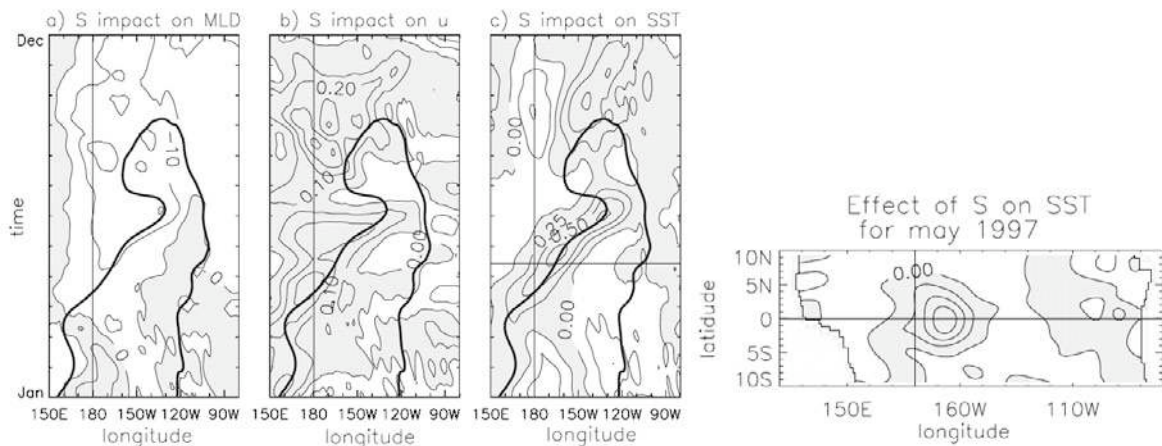 a) S impact on MLD b) S impact on u c) S impact on SST
Dec
0.20
0.00
-10
0
0.10
0.25
0.50
0.00
0.10
0.00
0
Jan
time
150E 180 150W 120W 90W 150E 180 150W 120W 90W 150E 180 150W 120W 90W
longitude longitude longitude
Effect of S on SST
for may 1997
10N
5N
0
5S
10S
0.00
latidude
150E 160W 110W
longitude